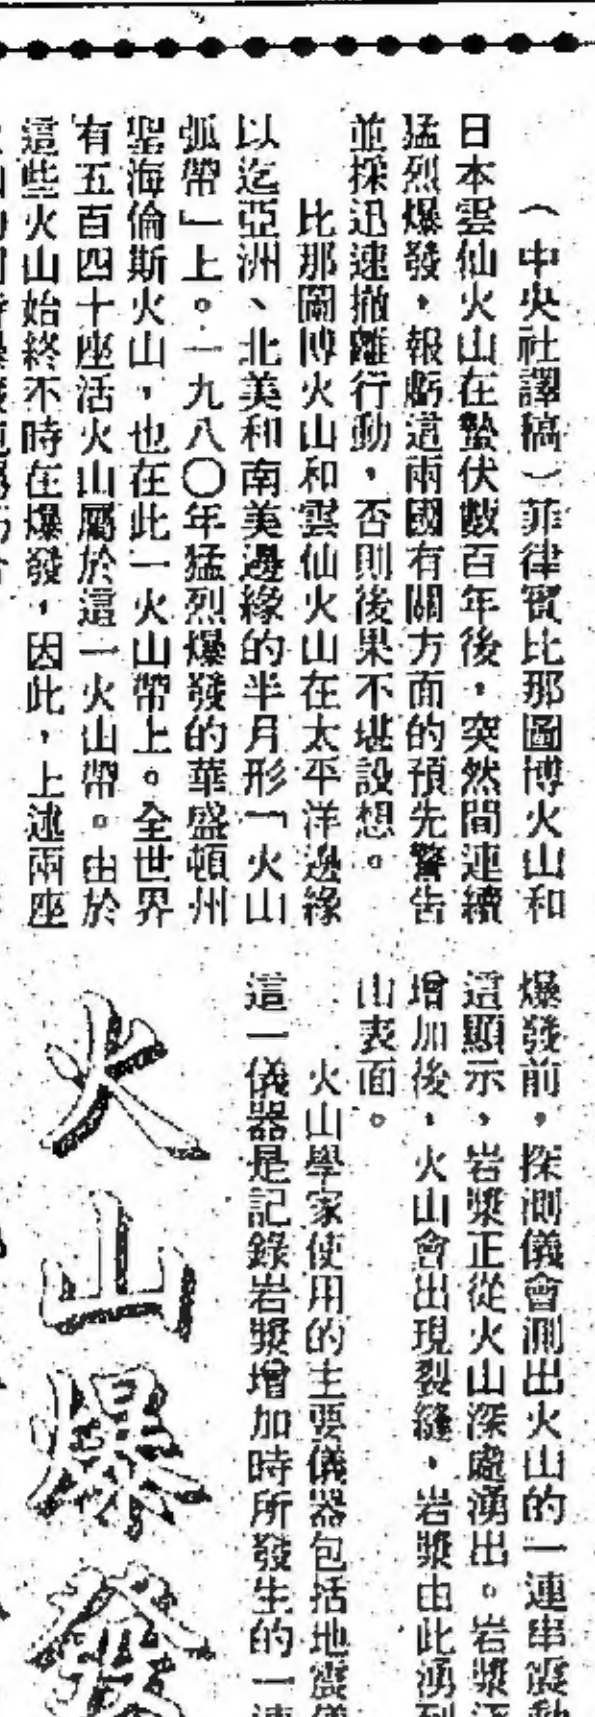 （中央社譯稿）菲律賓比那圖博火山和
日本雲仙火山在蟄伏數百年後，突然間連續
猛烈爆發，報虧這兩國有關方面的預先警告
並採迅速撤離行動，否則後果不堪設想。
比那圖博火山和雲仙火山在太平洋邊緣
以迄亞洲、北美和南美邊緣的半月形「火山
弧帶」上。一九八〇年猛烈爆發的華盛頓州
聖海倫斯火山，也在此一火山帶上。全世界
有五百四十座活火山屬於這一火山帶。由於
這些火山始終不時在爆發，因此，上述兩座
爆發前，探測儀會測出火山的一連串震動
這顯示，岩漿正從火山深處湧出。岩漿
增加後，火山會出現裂縫，岩漿由此湧到
山表面。
火山學家使用的主要儀器包括地震儀
這一儀器是記錄岩漿增加時所發生的一連
火山爆發